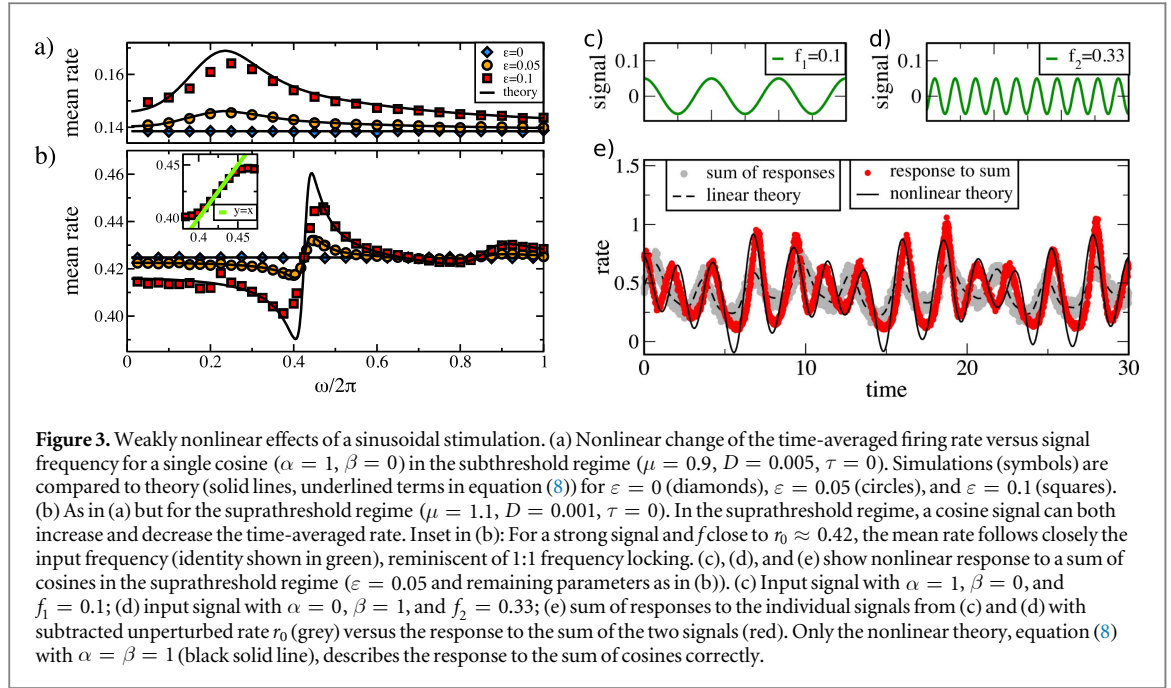 a)
mean rate
0.16
0.14
ε=0
ε=0.05
ε=0.1
theory
b)
mean rate
0.46
0.44
0.42
0.40
0.45
0.40
y=x
0.4
0.45
0
0.2
0.4
0.6
0.8
1
ω/2π
c)
signal
0.1
0
f₁=0.1
d)
signal
0.1
0
f₂=0.33
e)
rate
1.5
1
0.5
0
sum of responses
linear theory
response to sum
nonlinear theory
0
10
20
30
time
Figure 3. Weakly nonlinear effects of a sinusoidal stimulation. (a) Nonlinear change of the time-averaged firing rate versus signal
frequency for a single cosine (α = 1, β = 0) in the subthreshold regime (μ = 0.9, D = 0.005, τ = 0). Simulations (symbols) are
compared to theory (solid lines, underlined terms in equation (8)) for ε = 0 (diamonds), ε = 0.05 (circles), and ε = 0.1 (squares).
(b) As in (a) but for the suprathreshold regime (μ = 1.1, D = 0.001, τ = 0). In the suprathreshold regime, a cosine signal can both
increase and decrease the time-averaged rate. Inset in (b): For a strong signal and f close to r₀ ≈ 0.42, the mean rate follows closely the
input frequency (identity shown in green), reminiscent of 1:1 frequency locking. (c), (d), and (e) show nonlinear response to a sum of
cosines in the suprathreshold regime (ε = 0.05 and remaining parameters as in (b)). (c) Input signal with α = 1, β = 0, and
f₁ = 0.1; (d) input signal with α = 0, β = 1, and f₂ = 0.33; (e) sum of responses to the individual signals from (c) and (d) with
subtracted unperturbed rate r₀ (grey) versus the response to the sum of the two signals (red). Only the nonlinear theory, equation (8)
with α = β = 1 (black solid line), describes the response to the sum of cosines correctly.